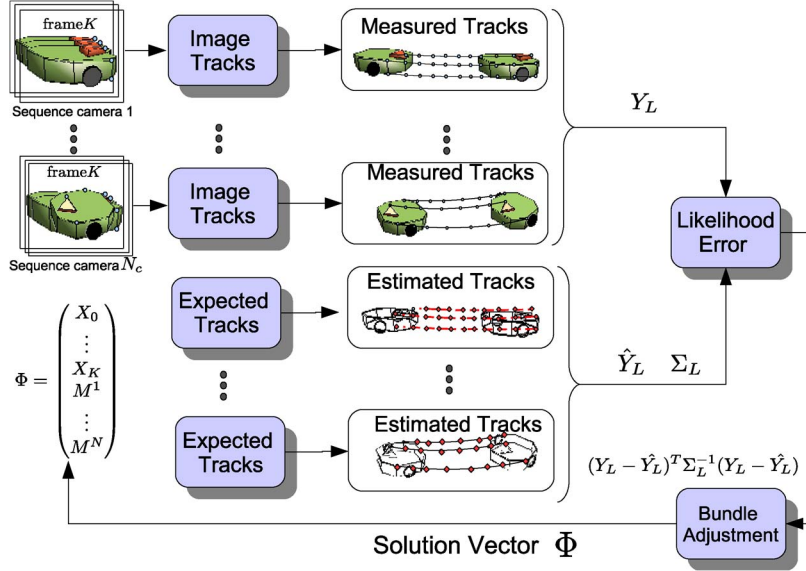 frameK
Sequence camera 1
Image
Tracks
Measured Tracks
Y_L
frameK
Sequence camera N_c
Image
Tracks
Measured Tracks
Likelihood
Error
Φ =
X_0
⋮
X_K
M^1
⋮
M^N
Expected
Tracks
Estimated Tracks
Ŷ_L Σ_L
Expected
Tracks
Estimated Tracks
(Y_L − Ŷ_L)^T Σ_L^{-1} (Y_L − Ŷ_L)
Bundle
Adjustment
Solution Vector Φ